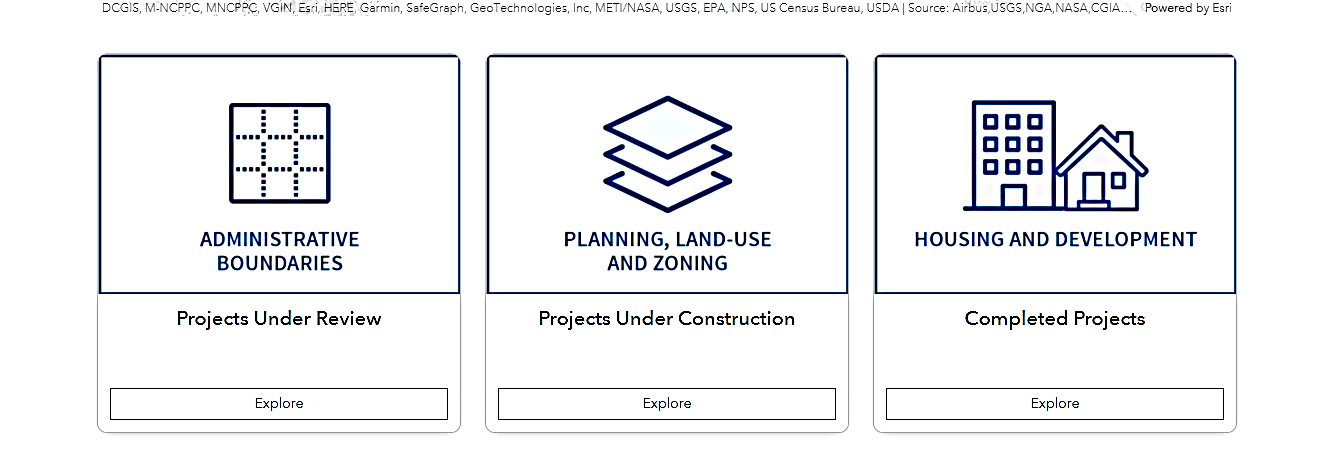 DCGIS, M-NCPPC, MNCPPC, VGIN, Esri, HERE, Garmin, SafeGraph, GeoTechnologies, Inc, METI/NASA, USGS, EPA, NPS, US Census Bureau, USDA | Source: Airbus,USGS,NGA,NASA,CGIA... Powered by Esri
ADMINISTRATIVE
BOUNDARIES
Projects Under Review
Explore
PLANNING, LAND-USE
AND ZONING
Projects Under Construction
Explore
HOUSING AND DEVELOPMENT
Completed Projects
Explore